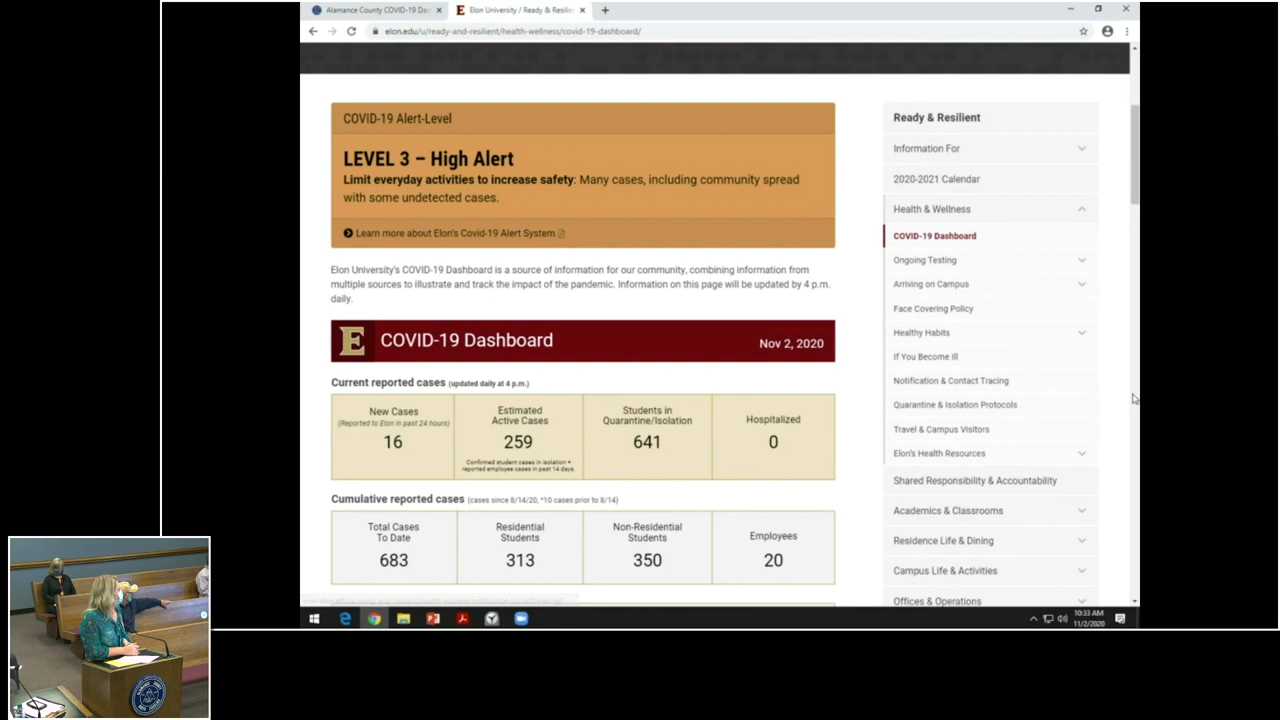 Alamance County COVID-19 Da
Elon University / Ready & Resilie
elon.edu/u/ready-and-resilient/health-wellness/covid-19-dashboard/
COVID-19 Alert-Level
LEVEL 3 – High Alert
Limit everyday activities to increase safety: Many cases, including community spread
with some undetected cases.
Learn more about Elon's Covid-19 Alert System
Elon University's COVID-19 Dashboard is a source of information for our community, combining information from
multiple sources to illustrate and track the impact of the pandemic. Information on this page will be updated by 4 p.m.
daily.
E COVID-19 Dashboard Nov 2, 2020
Current reported cases (updated daily at 4 p.m.)
New Cases
(Reported to Elon in past 24 hours)
16
Estimated
Active Cases
259
Confirmed student cases in isolation +
reported employee cases in past 14 days.
Students in
Quarantine/Isolation
641
Hospitalized
0
Cumulative reported cases (cases since 8/14/20, *10 cases prior to 8/14)
Total Cases
To Date
683
Residential
Students
313
Non-Residential
Students
350
Employees
20
Ready & Resilient
Information For
2020-2021 Calendar
Health & Wellness
COVID-19 Dashboard
Ongoing Testing
Arriving on Campus
Face Covering Policy
Healthy Habits
If You Become Ill
Notification & Contact Tracing
Quarantine & Isolation Protocols
Travel & Campus Visitors
Elon's Health Resources
Shared Responsibility & Accountability
Academics & Classrooms
Residence Life & Dining
Campus Life & Activities
Offices & Operations
10:33 AM
11/2/2020